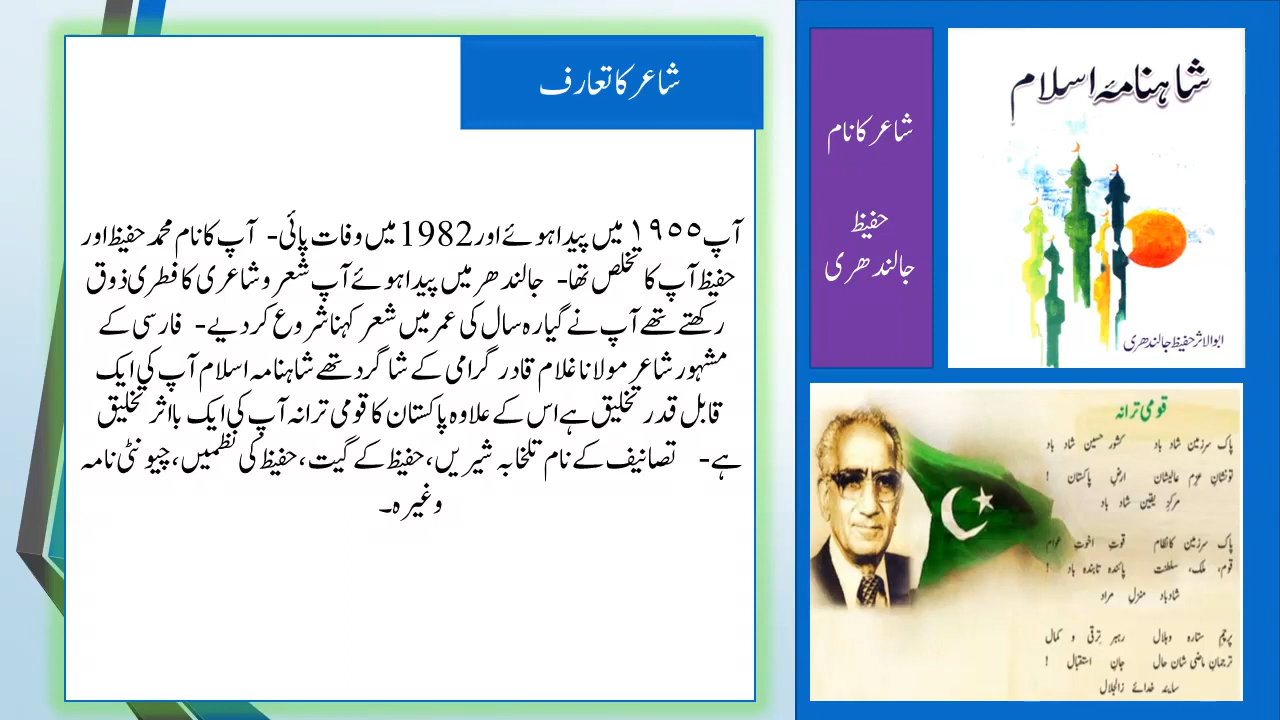 شاعر کا تعارف
آپ ۱۹۵۵ میں پیدا ہوئے اور 1982 میں وفات پائی- آپ کا نام محمد حفیظ اور
حفیظ آپ کا تخلص تھا- جالندھر میں پیدا ہوئے آپ شعر و شاعری کا فطری ذوق
رکھتے تھے آپ نے گیارہ سال کی عمر میں شعر کہنا شروع کر دیے- فارسی کے
مشہور شاعر مولانا غلام قادر گرامی کے شاگرد تھے شاہنامہ اسلام آپ کی ایک
قابل قدر تخلیق ہے اس کے علاوہ پاکستان کا قومی ترانہ آپ کی ایک با اثر تخلیق
ہے- تصانیف کے نام تلخابہ شیریں، حفیظ کے گیت، حفیظ کی نظمیں، چیونٹی نامہ
وغیرہ۔
شاعر کا نام
حفیظ
جالندھری
شاہنامۂ اسلام
ابوالاثر حفیظ جالندھری
قومی ترانہ
پاک سرزمین شاد باد کشور حسین شاد باد
تو نشانِ عزمِ عالیشان ارضِ پاکستان !
مرکزِ یقین شاد باد
پاک سرزمین کا نظام قوتِ اخوتِ عوام
قوم، ملک، سلطنت پائندہ تابندہ باد !
شاد باد منزلِ مراد
پرچم ستارہ و ہلال رہبر ترقی و کمال
ترجمانِ ماضی شانِ حال جانِ استقبال !
سایۂ خدائے ذوالجلال